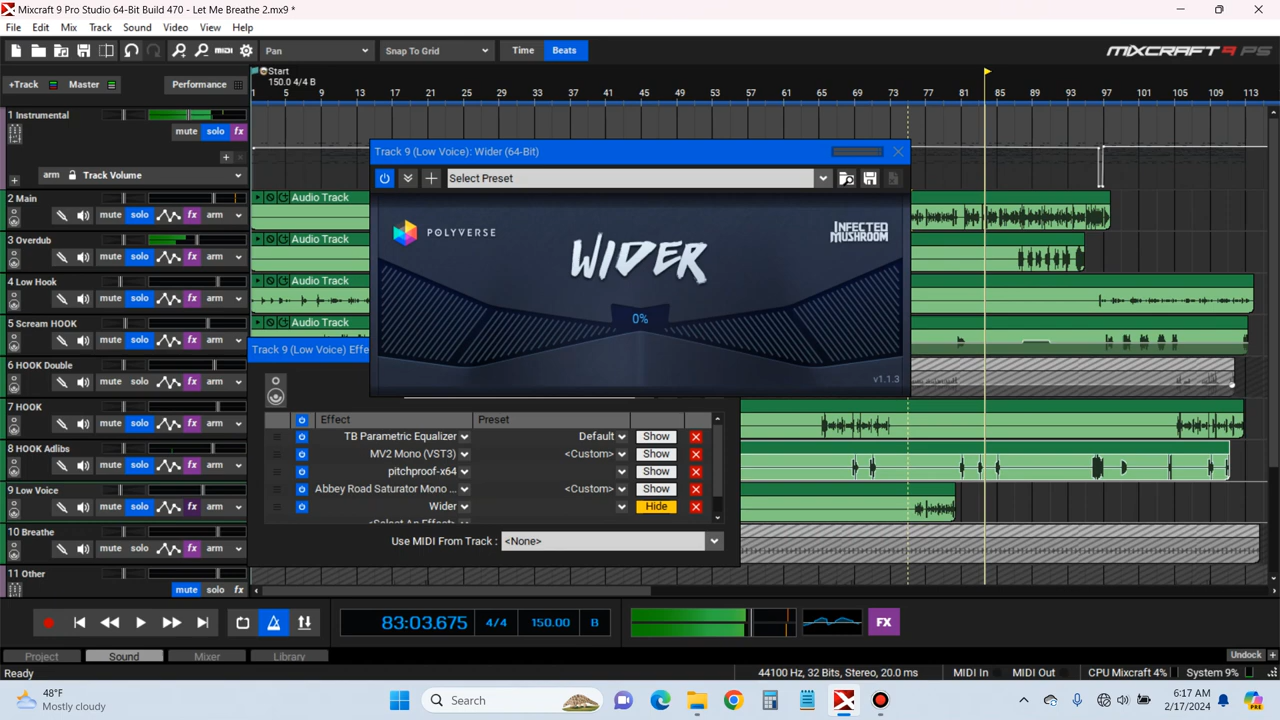 Mixcraft 9 Pro Studio 64-Bit Build 470 - Let Me Breathe 2.mx9 *
File Edit Mix Track Sound Video View Help
Pan Snap To Grid Time Beats MIXCRAFT 9 PS
+Track Master Performance
Start
150.0 4/4 B
1 5 9 13 17 21 25 29 33 37 41 45 49 53 57 61 65 69 73 77 81 85 89 93 97 101 105 109 113
1 Instrumental
mute solo fx
arm Track Volume
Track 9 (Low Voice): Wider (64-Bit)
Select Preset
POLYVERSE
WIDER
INFECTED
MUSHROOM
0%
v1.1.3
2 Main
mute solo fx arm
Audio Track
3 Overdub
mute solo fx arm
Audio Track
4 Low Hook
mute solo fx arm
Audio Track
5 Scream HOOK
mute solo fx arm
Audio Track
6 HOOK Double
mute solo fx arm
7 HOOK
mute solo fx arm
8 HOOK Adlibs
mute solo fx arm
9 Low Voice
mute solo fx arm
10 Breathe
mute solo fx arm
11 Other
mute solo fx
Track 9 (Low Voice) Effe
Effect Preset
TB Parametric Equalizer Default Show
MV2 Mono (VST3) <Custom> Show
pitchproof-x64 Show
Abbey Road Saturator Mono ... <Custom> Show
Wider Hide
<Select An Effect>
Use MIDI From Track : <None>
83:03.675 4/4 150.00 B FX
Project Sound Mixer Library Undock
Ready 44100 Hz, 32 Bits, Stereo, 20.0 ms MIDI In MIDI Out CPU Mixcraft 4% System 9%
48°F
Mostly cloudy
Search
6:17 AM
2/17/2024
PRE